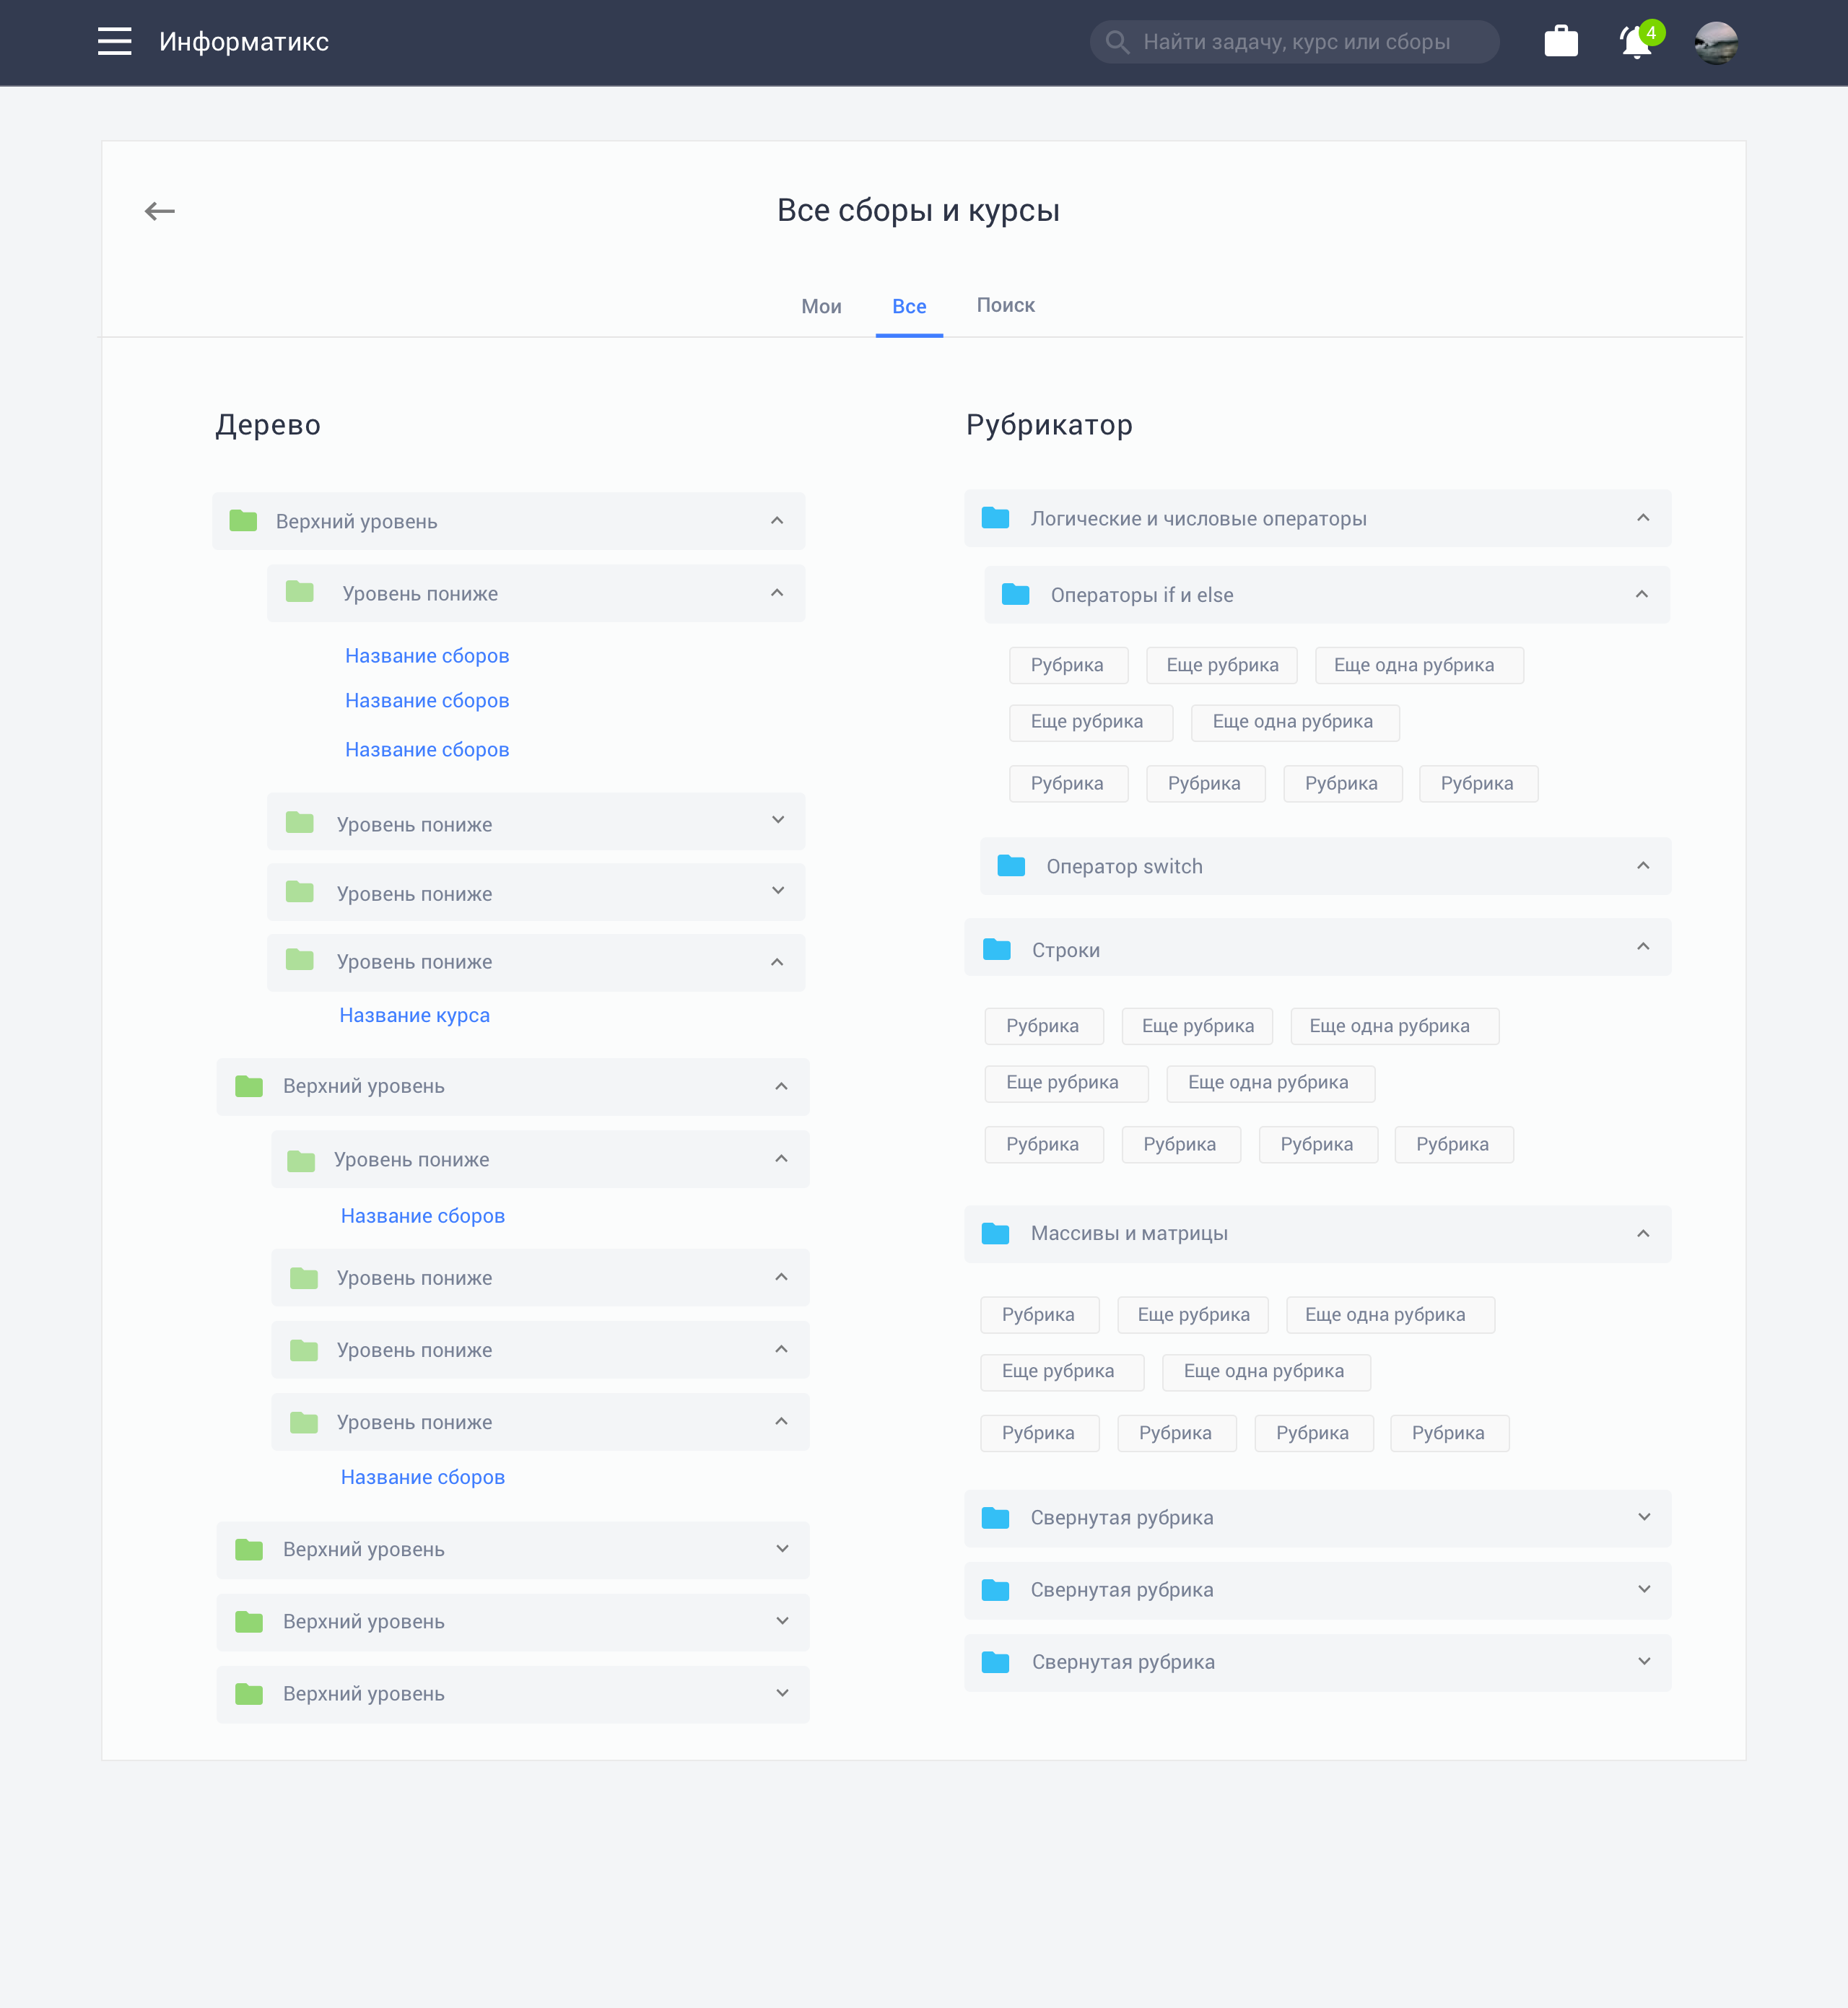 Информатикс
Найти задачу, курс или сборы
4
Все сборы и курсы
Мои Все Поиск
Дерево
Верхний уровень
Уровень пониже
Название сборов
Название сборов
Название сборов
Уровень пониже
Уровень пониже
Уровень пониже
Название курса
Верхний уровень
Уровень пониже
Название сборов
Уровень пониже
Уровень пониже
Уровень пониже
Название сборов
Верхний уровень
Верхний уровень
Верхний уровень
Рубрикатор
Логические и числовые операторы
Операторы if и else
Рубрика Еще рубрика Еще одна рубрика
Еще рубрика Еще одна рубрика
Рубрика Рубрика Рубрика Рубрика
Оператор switch
Строки
Рубрика Еще рубрика Еще одна рубрика
Еще рубрика Еще одна рубрика
Рубрика Рубрика Рубрика Рубрика
Массивы и матрицы
Рубрика Еще рубрика Еще одна рубрика
Еще рубрика Еще одна рубрика
Рубрика Рубрика Рубрика Рубрика
Свернутая рубрика
Свернутая рубрика
Свернутая рубрика